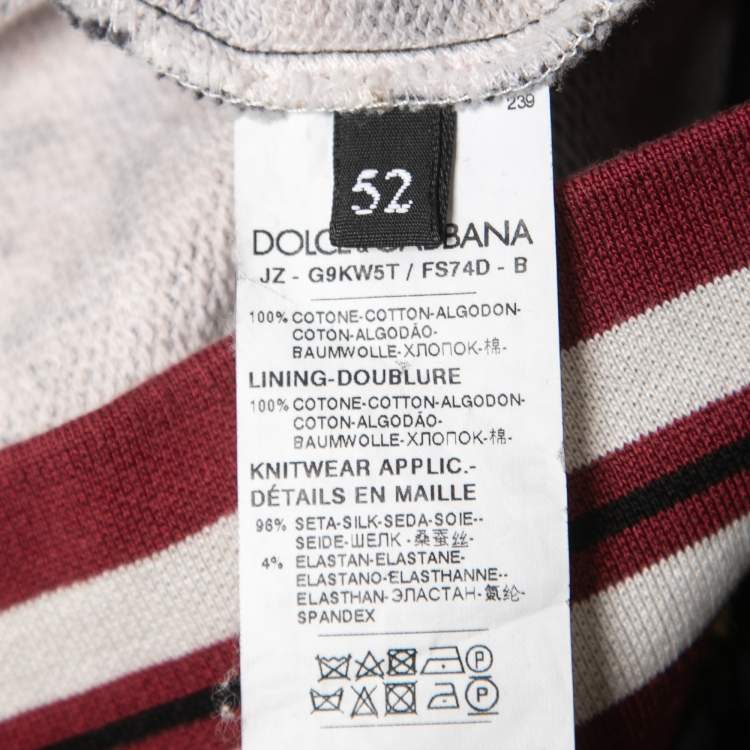 239
52
DOLCE & GABBANA
JZ - G9KW5T / FS74D - B
100% COTONE-COTTON-ALGODON-
COTON-ALGODÃO-
BAUMWOLLE-ХЛОПОК-棉-
LINING-DOUBLURE
100% COTONE-COTTON-ALGODON-
COTON-ALGODÃO-
BAUMWOLLE-ХЛОПОК-棉-
KNITWEAR APPLIC.-
DÉTAILS EN MAILLE
96% SETA-SILK-SEDA-SOIE--
SEIDE-ШЕЛК -桑蚕丝-
4% ELASTAN-ELASTANE-
ELASTANO-ELASTHANNE--
ELASTHAN-ЭЛАСТАН-氨纶-
SPANDEX
P
P